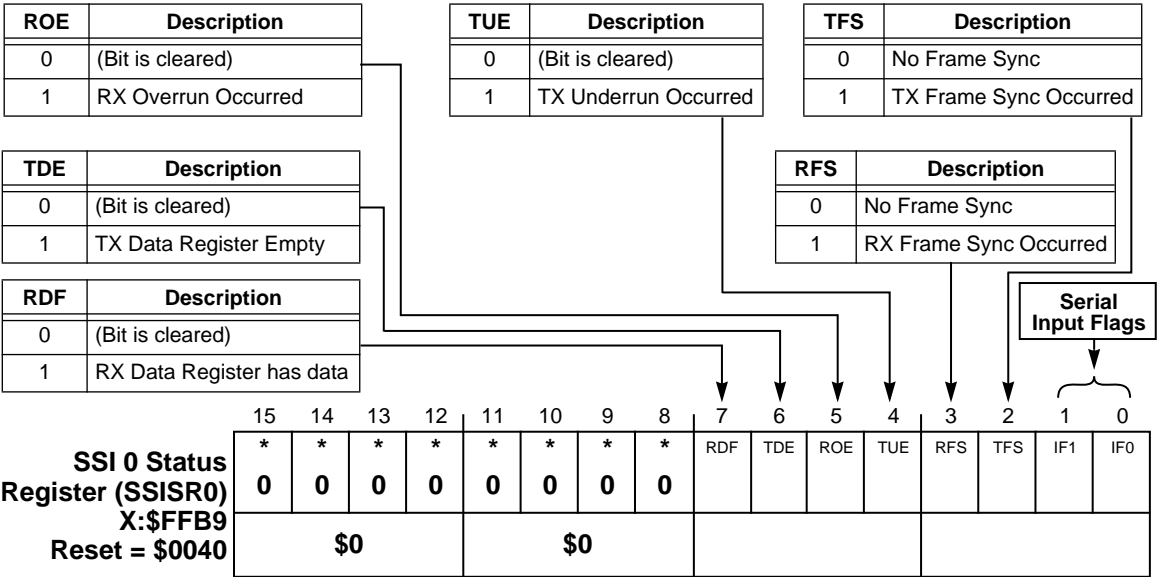 ROE Description
0 (Bit is cleared)
1 RX Overrun Occurred
TUE Description
0 (Bit is cleared)
1 TX Underrun Occurred
TFS Description
0 No Frame Sync
1 TX Frame Sync Occurred
TDE Description
0 (Bit is cleared)
1 TX Data Register Empty
RFS Description
0 No Frame Sync
1 RX Frame Sync Occurred
RDF Description
0 (Bit is cleared)
1 RX Data Register has data
Serial
Input Flags
15 14 13 12 11 10 9 8 7 6 5 4 3 2 1 0
* * * * * * * * RDF TDE ROE TUE RFS TFS IF1 IF0
0 0 0 0 0 0 0 0
$0 $0
SSI 0 Status
Register (SSISR0)
X:$FFB9
Reset = $0040